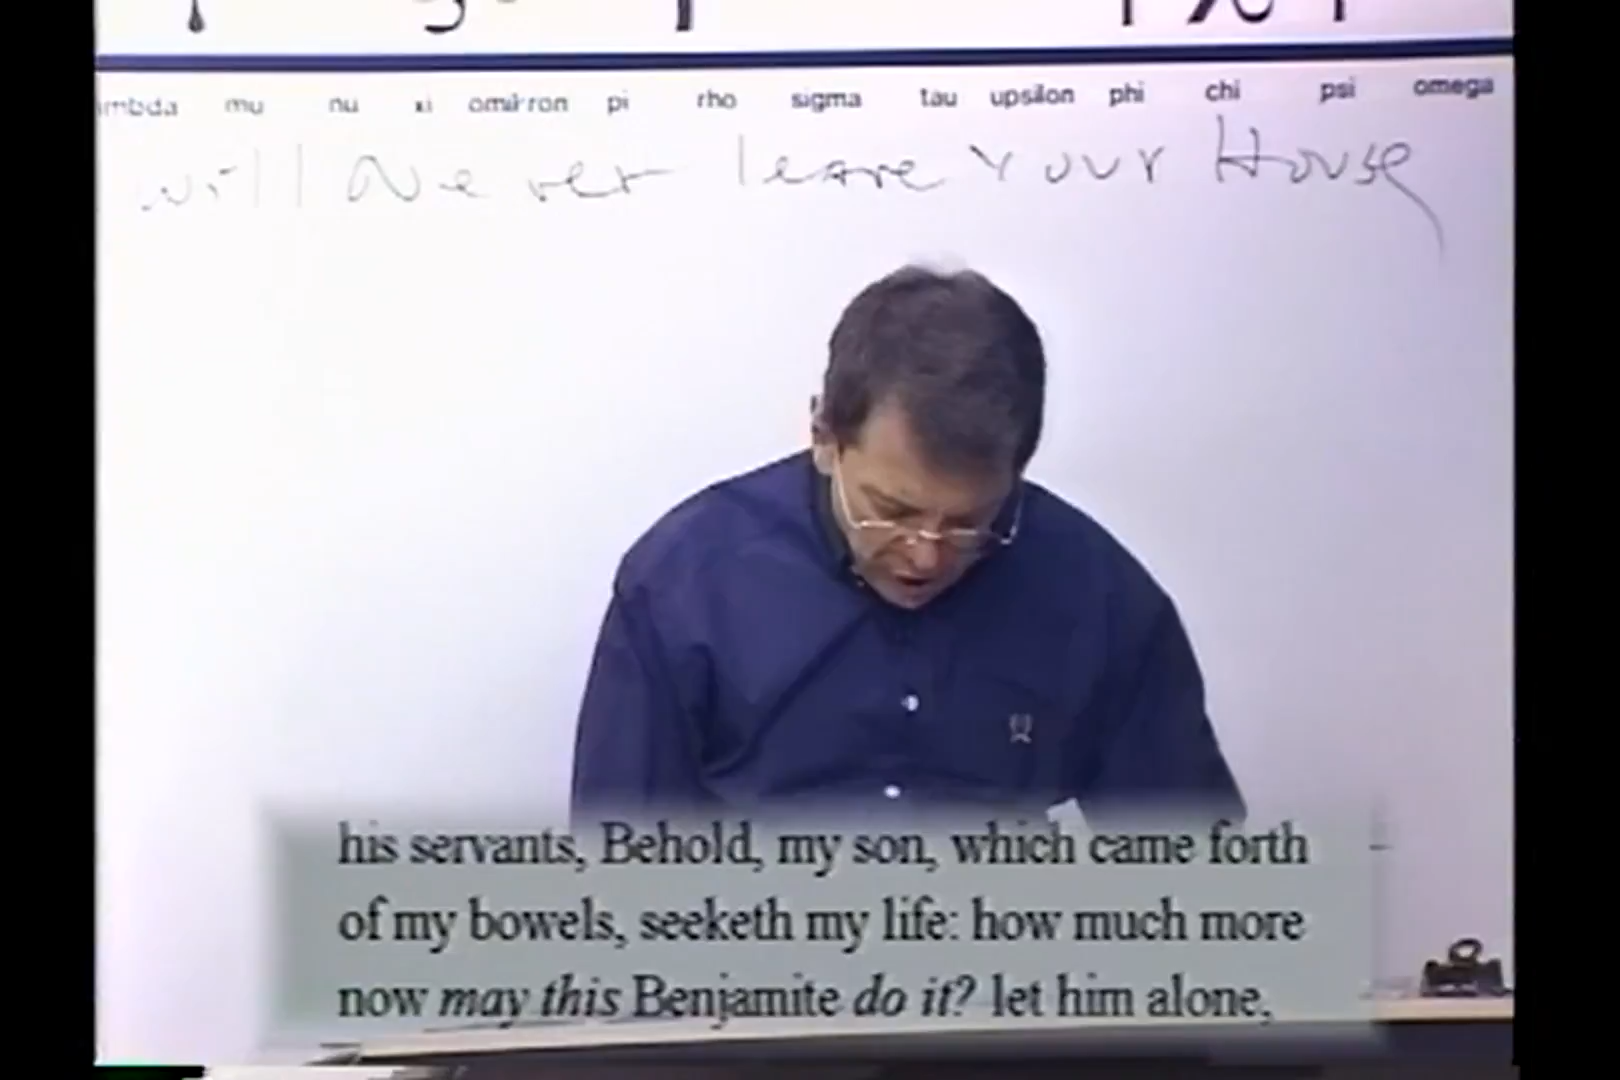 mu nu xi omikron pi rho sigma tau upsilon phi chi psi omega
will Never leave Your House
his servants, Behold, my son, which came forth
of my bowels, seeketh my life: how much more
now may this Benjamite do it? let him alone,